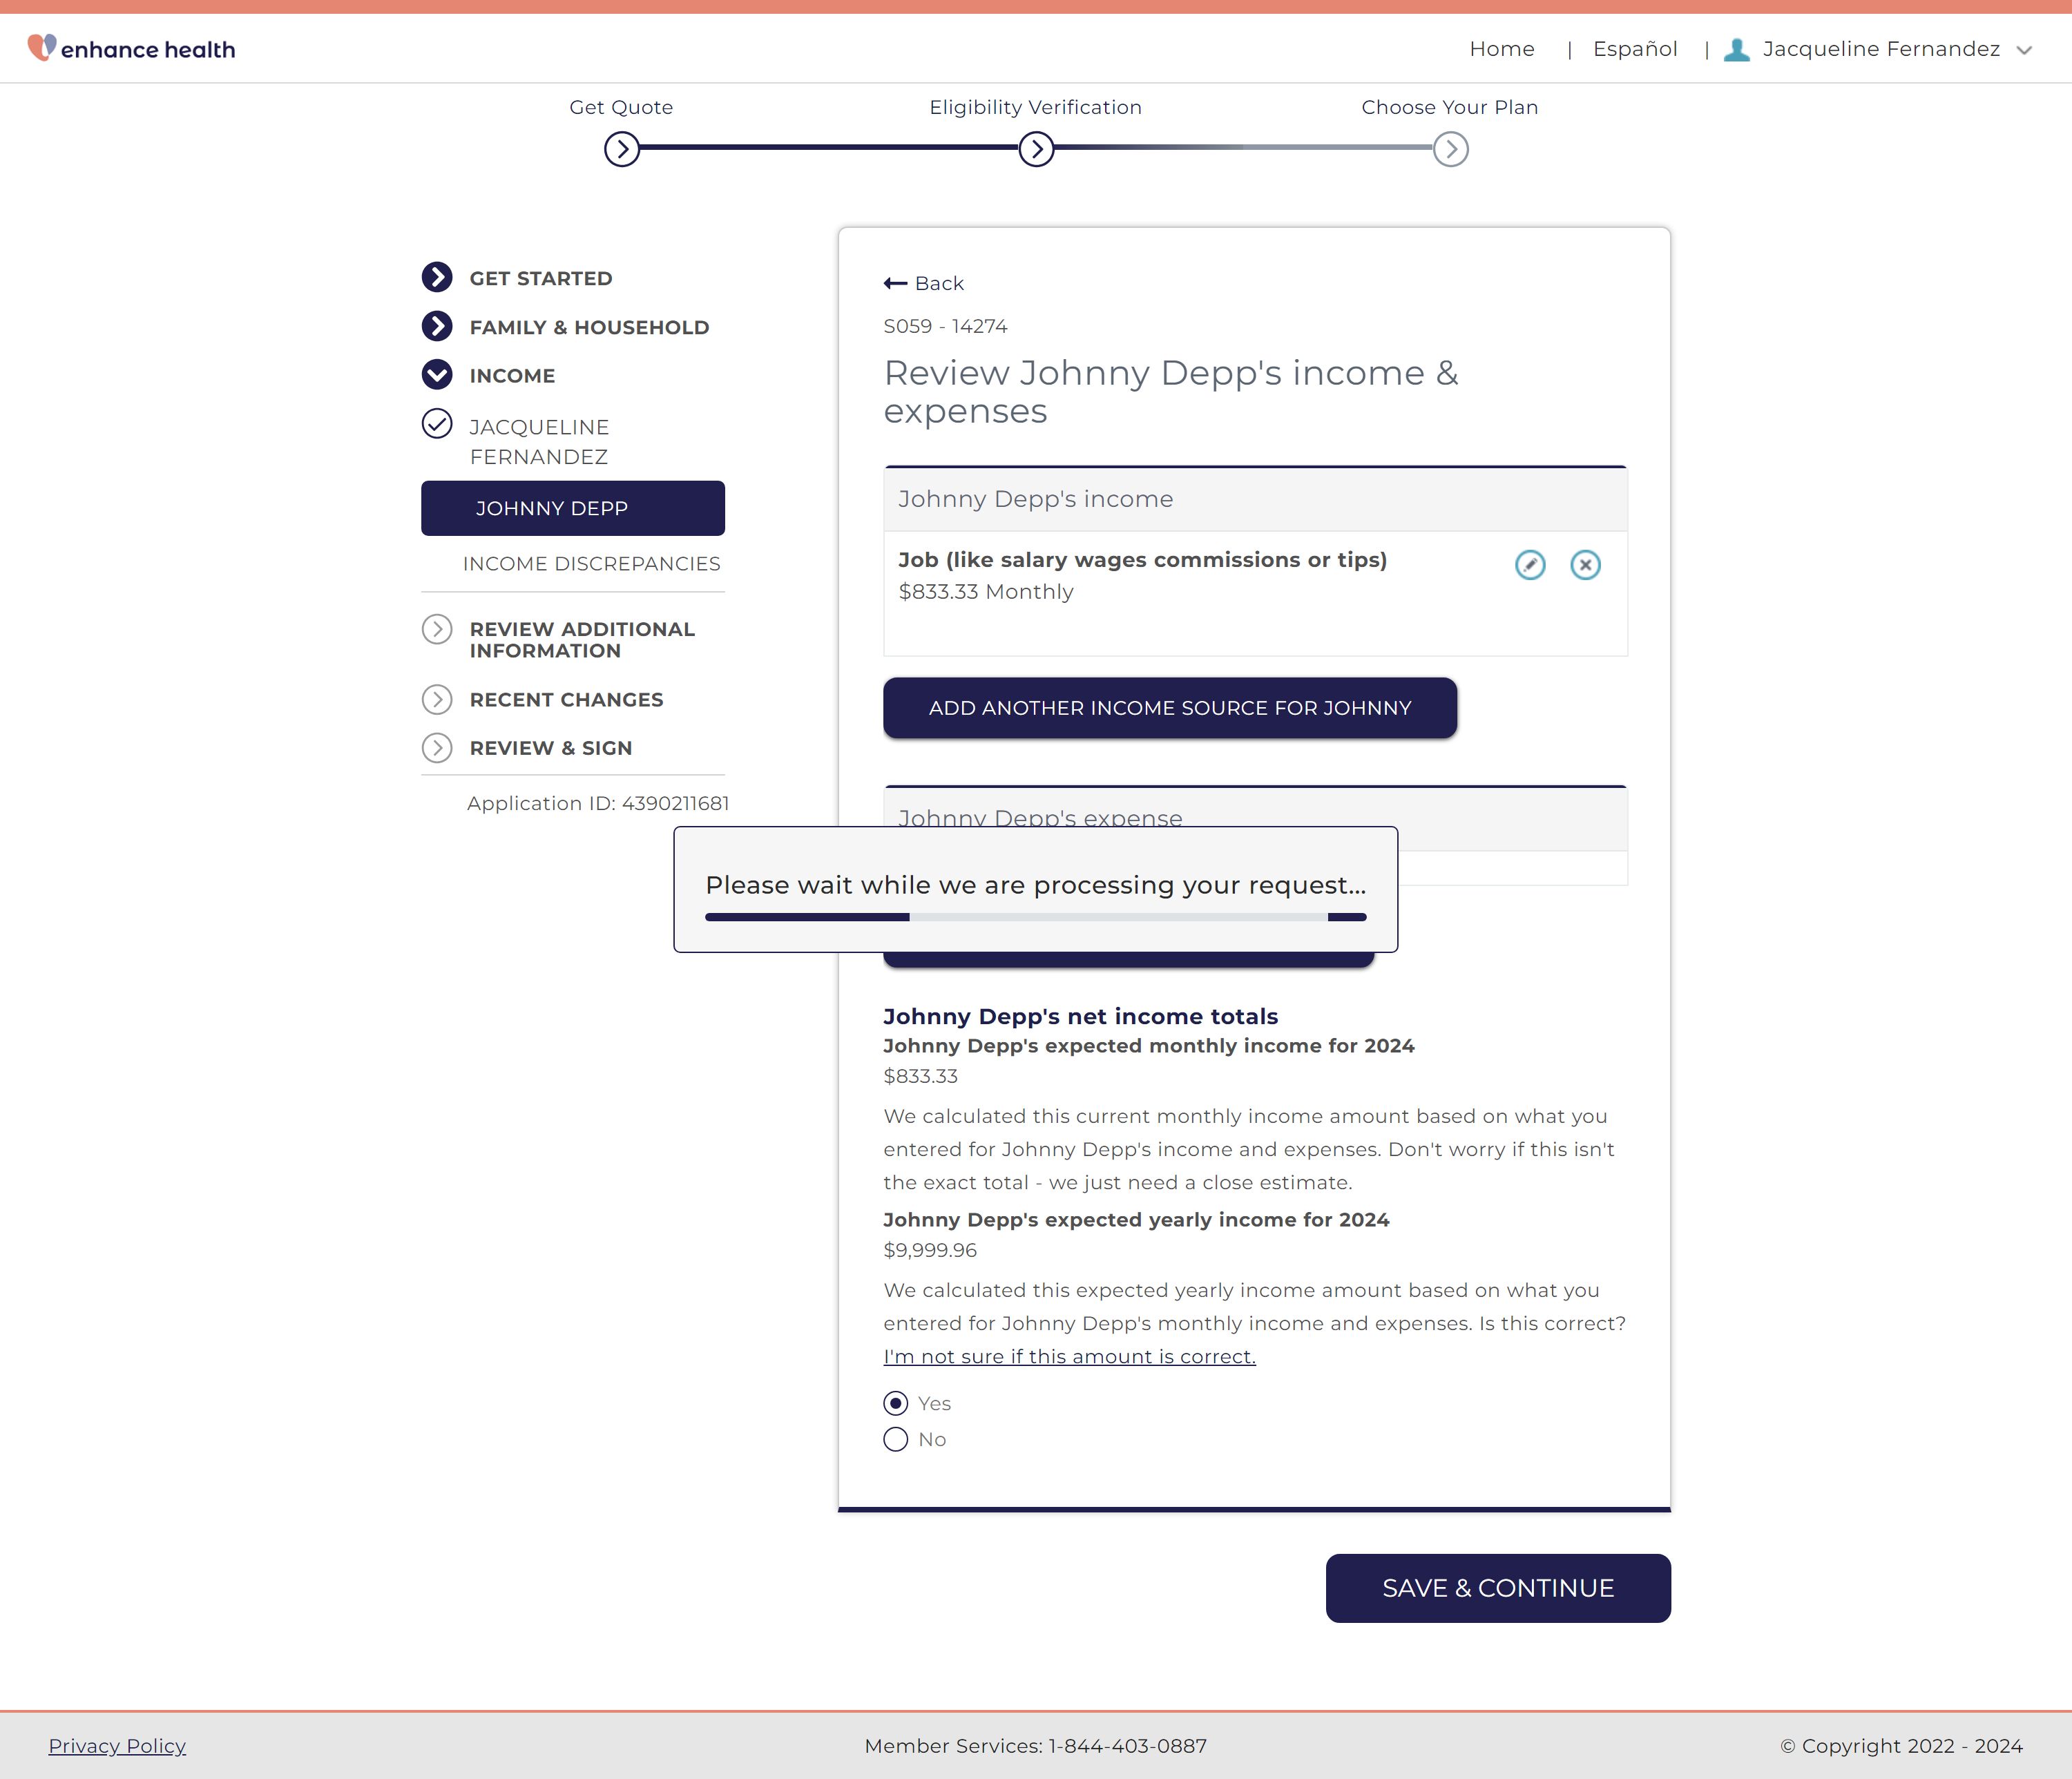 enhance health
Home | Español | Jacqueline Fernandez
Get Quote
Eligibility Verification
Choose Your Plan
GET STARTED
FAMILY & HOUSEHOLD
INCOME
JACQUELINE
FERNANDEZ
JOHNNY DEPP
INCOME DISCREPANCIES
REVIEW ADDITIONAL
INFORMATION
RECENT CHANGES
REVIEW & SIGN
Application ID: 4390211681
Back
S059 - 14274
Review Johnny Depp's income &
expenses
Johnny Depp's income
Job (like salary wages commissions or tips)
$833.33 Monthly
ADD ANOTHER INCOME SOURCE FOR JOHNNY
Johnny Depp's expense
Please wait while we are processing your request...
Johnny Depp's net income totals
Johnny Depp's expected monthly income for 2024
$833.33
We calculated this current monthly income amount based on what you
entered for Johnny Depp's income and expenses. Don't worry if this isn't
the exact total - we just need a close estimate.
Johnny Depp's expected yearly income for 2024
$9,999.96
We calculated this expected yearly income amount based on what you
entered for Johnny Depp's monthly income and expenses. Is this correct?
I'm not sure if this amount is correct.
Yes
No
SAVE & CONTINUE
Privacy Policy
Member Services: 1-844-403-0887
© Copyright 2022 - 2024